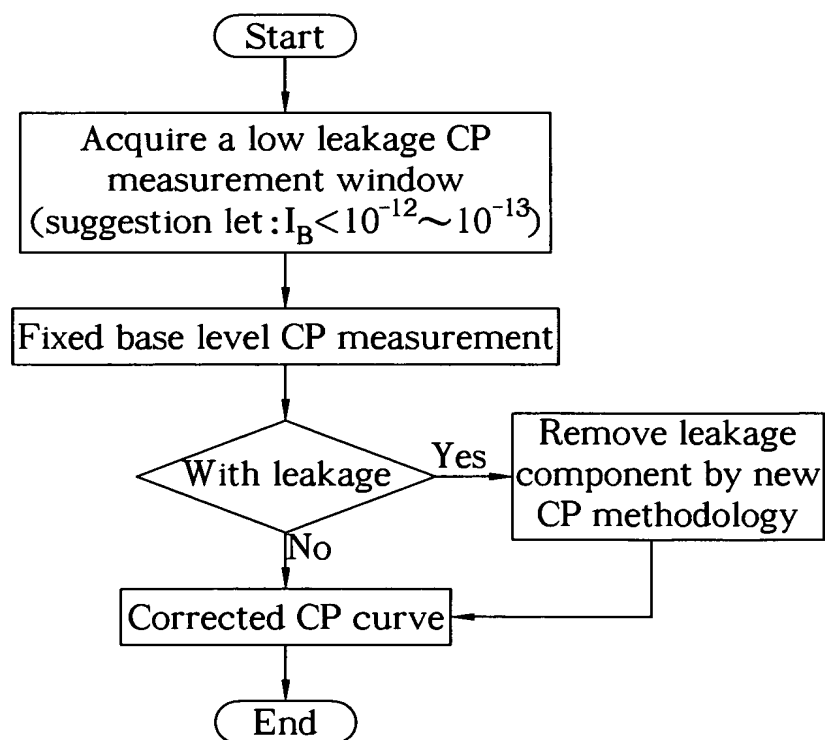 Start
Acquire a low leakage CP
measurement window
(suggestion let:I_B<10^-12~10^-13)
Fixed base level CP measurement
With leakage
Yes
Remove leakage
component by new
CP methodology
No
Corrected CP curve
End